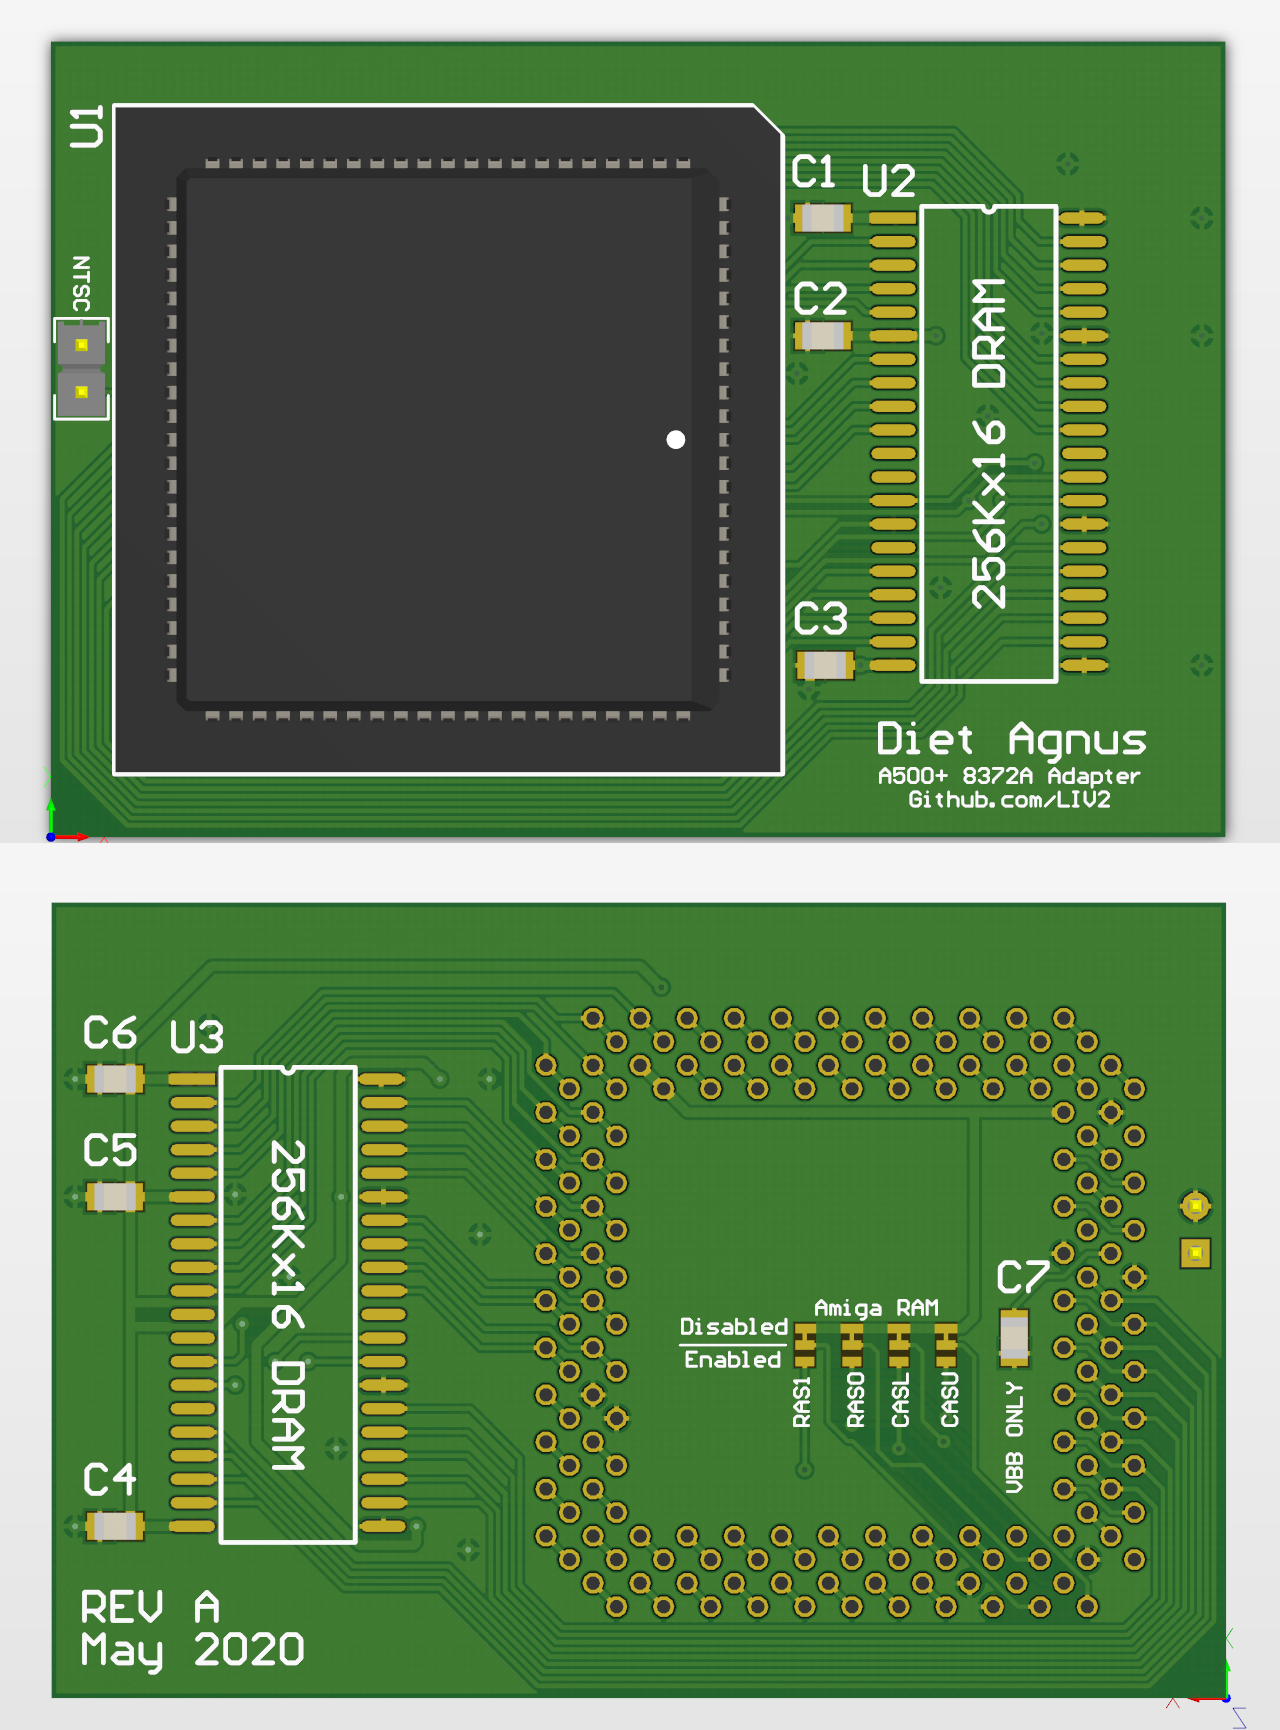 U1
C1
U2
NTSC
C2
256Kx16 DRAM
C3
Diet Agnus
A500+ 8372A Adapter
Github.com/LIV2
C6
U3
C5
256Kx16 DRAM
C7
Amiga RAM
Disabled
Enabled
RAS1
RAS0
CASL
CASU
VBB ONLY
C4
REV A
May 2020